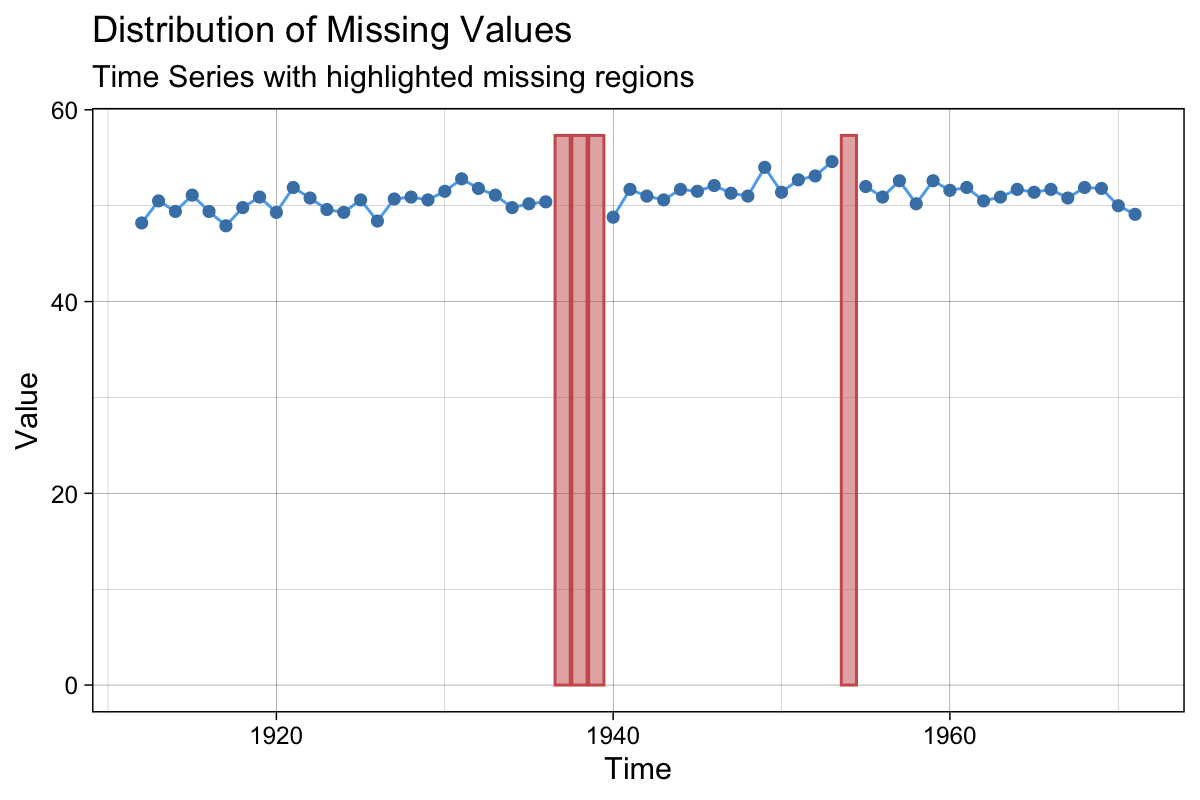 Distribution of Missing Values
Time Series with highlighted missing regions
60
40
20
0
Value
1920
1940
1960
Time